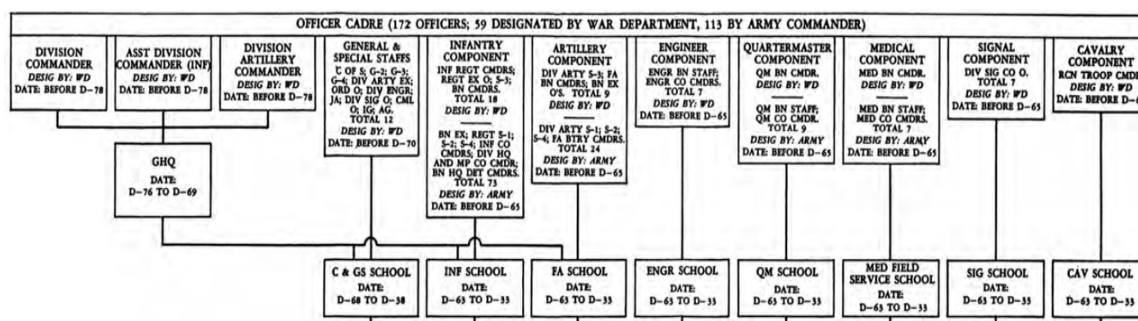 OFFICER CADRE (172 OFFICERS; 59 DESIGNATED BY WAR DEPARTMENT, 113 BY ARMY COMMANDER)
DIVISION
COMMANDER
DESIG BY: WD
DATE: BEFORE D-78
ASST DIVISION
COMMANDER (INF)
DESIG BY: WD
DATE: BEFORE D-78
DIVISION
ARTILLERY
COMMANDER
DESIG BY: WD
DATE: BEFORE D-78
GENERAL &
SPECIAL STAFFS
C OF S; G-2; G-3;
G-4; DIV ARTY EX;
ORD O; DIV ENGR;
JA; DIV SIG O; CML
O; IG; AG.
TOTAL 12
DESIG BY: WD
DATE: BEFORE D-70
INFANTRY
COMPONENT
INF REGT CMDRS;
REGT EX O; S-3;
BN CMDRS.
TOTAL 18
DESIG BY: WD
BN EX; REGT S-1;
S-2; S-4; INF CO
CMDRS; DIV HQ
AND MP CO CMDR;
BN HQ DET CMDRS.
TOTAL 73
DESIG BY: ARMY
DATE: BEFORE D-65
ARTILLERY
COMPONENT
DIV ARTY S-3; FA
BN CMDRS; BN EX
O'S. TOTAL 9
DESIG BY: WD
DIV ARTY S-1; S-2;
S-4; FA BTRY CMDRS.
TOTAL 24
DESIG BY: ARMY
DATE: BEFORE D-65
ENGINEER
COMPONENT
ENGR BN STAFF;
ENGR CO CMDRS.
TOTAL 7
DESIG BY: WD
DATE: BEFORE D-65
QUARTERMASTER
COMPONENT
QM BN CMDR.
DESIG BY: WD
QM BN STAFF;
QM CO CMDR.
TOTAL 9
DESIG BY: ARMY
DATE: BEFORE D-65
MEDICAL
COMPONENT
MED BN CMDR.
DESIG BY: WD
MED BN STAFF;
MED CO CMDRS.
TOTAL 7
DESIG BY: ARMY
DATE: BEFORE D-65
SIGNAL
COMPONENT
DIV SIG CO O.
TOTAL 7
DESIG BY: WD
DATE: BEFORE D-65
CAVALRY
COMPONENT
RCN TROOP CMDR
DESIG BY: WD
DATE: BEFORE D-65
GHQ
DATE:
D-76 TO D-69
C & GS SCHOOL
DATE:
D-68 TO D-38
INF SCHOOL
DATE:
D-63 TO D-33
FA SCHOOL
DATE:
D-63 TO D-33
ENGR SCHOOL
DATE:
D-63 TO D-33
QM SCHOOL
DATE:
D-63 TO D-33
MED FIELD
SERVICE SCHOOL
DATE:
D-63 TO D-33
SIG SCHOOL
DATE:
D-63 TO D-33
CAV SCHOOL
DATE:
D-63 TO D-33